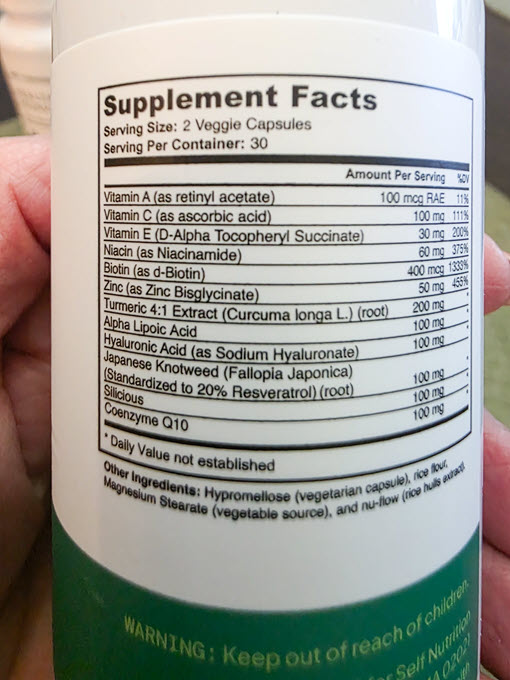 Supplement Facts
Serving Size: 2 Veggie Capsules
Serving Per Container: 30
Amount Per Serving %DV
Vitamin A (as retinyl acetate) 100 mcg RAE 11%
Vitamin C (as ascorbic acid) 100 mg 111%
Vitamin E (D-Alpha Tocopheryl Succinate) 30 mg 200%
Niacin (as Niacinamide) 60 mg 375%
Biotin (as d-Biotin) 400 mcg 1333%
Zinc (as Zinc Bisglycinate) 50 mg 455%
Turmeric 4:1 Extract (Curcuma longa L.) (root) 200 mg *
Alpha Lipoic Acid 100 mg *
Hyaluronic Acid (as Sodium Hyaluronate) 100 mg *
Japanese Knotweed (Fallopia Japonica)
(Standardized to 20% Resveratrol) (root) 100 mg *
Silicious 100 mg *
Coenzyme Q10 100 mg *
* Daily Value not established
Other Ingredients: Hypromellose (vegetarian capsule), rice flour,
Magnesium Stearate (vegetable source), and nu-flow (rice hulls extract).
WARNING: Keep out of reach of children.
for Self Nutrition